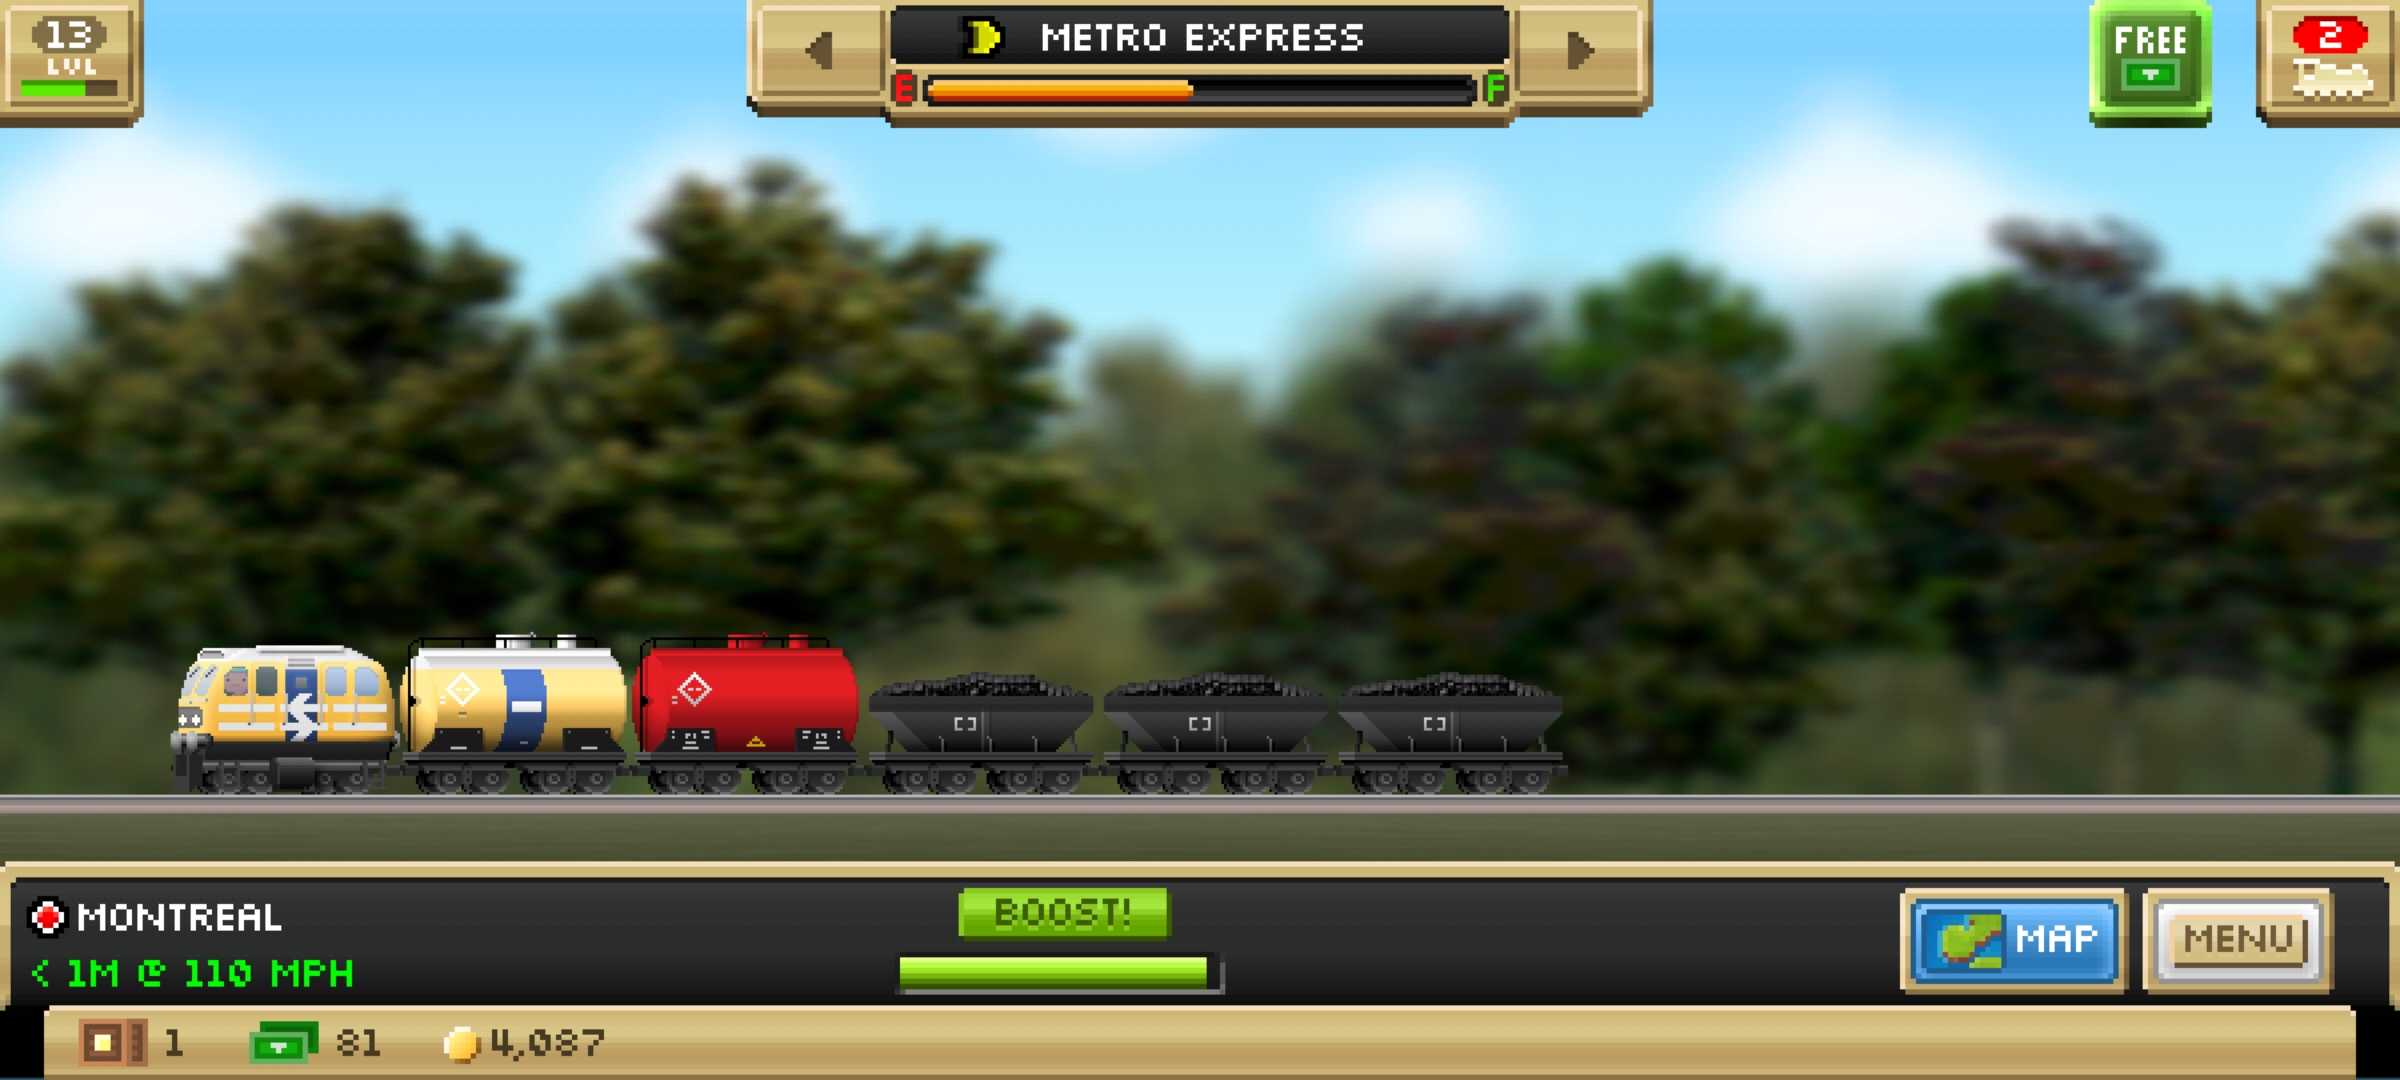 13
LVL
METRO EXPRESS
E F
FREE
2
MONTREAL
< 1M @ 110 MPH
BOOST!
MAP
MENU
1 81 4,087